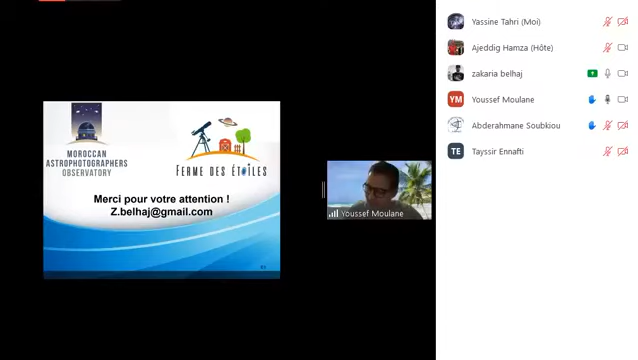 MOROCCAN
ASTROPHOTOGRAPHERS
OBSERVATORY
FERME DES ÉTOILES
Merci pour votre attention !
Z.belhaj@gmail.com
Youssef Moulane
Yassine Tahri (Moi)
Ajeddig Hamza (Hôte)
zakaria belhaj
YM Youssef Moulane
Abderahmane Soubkiou
TE Tayssir Ennafti